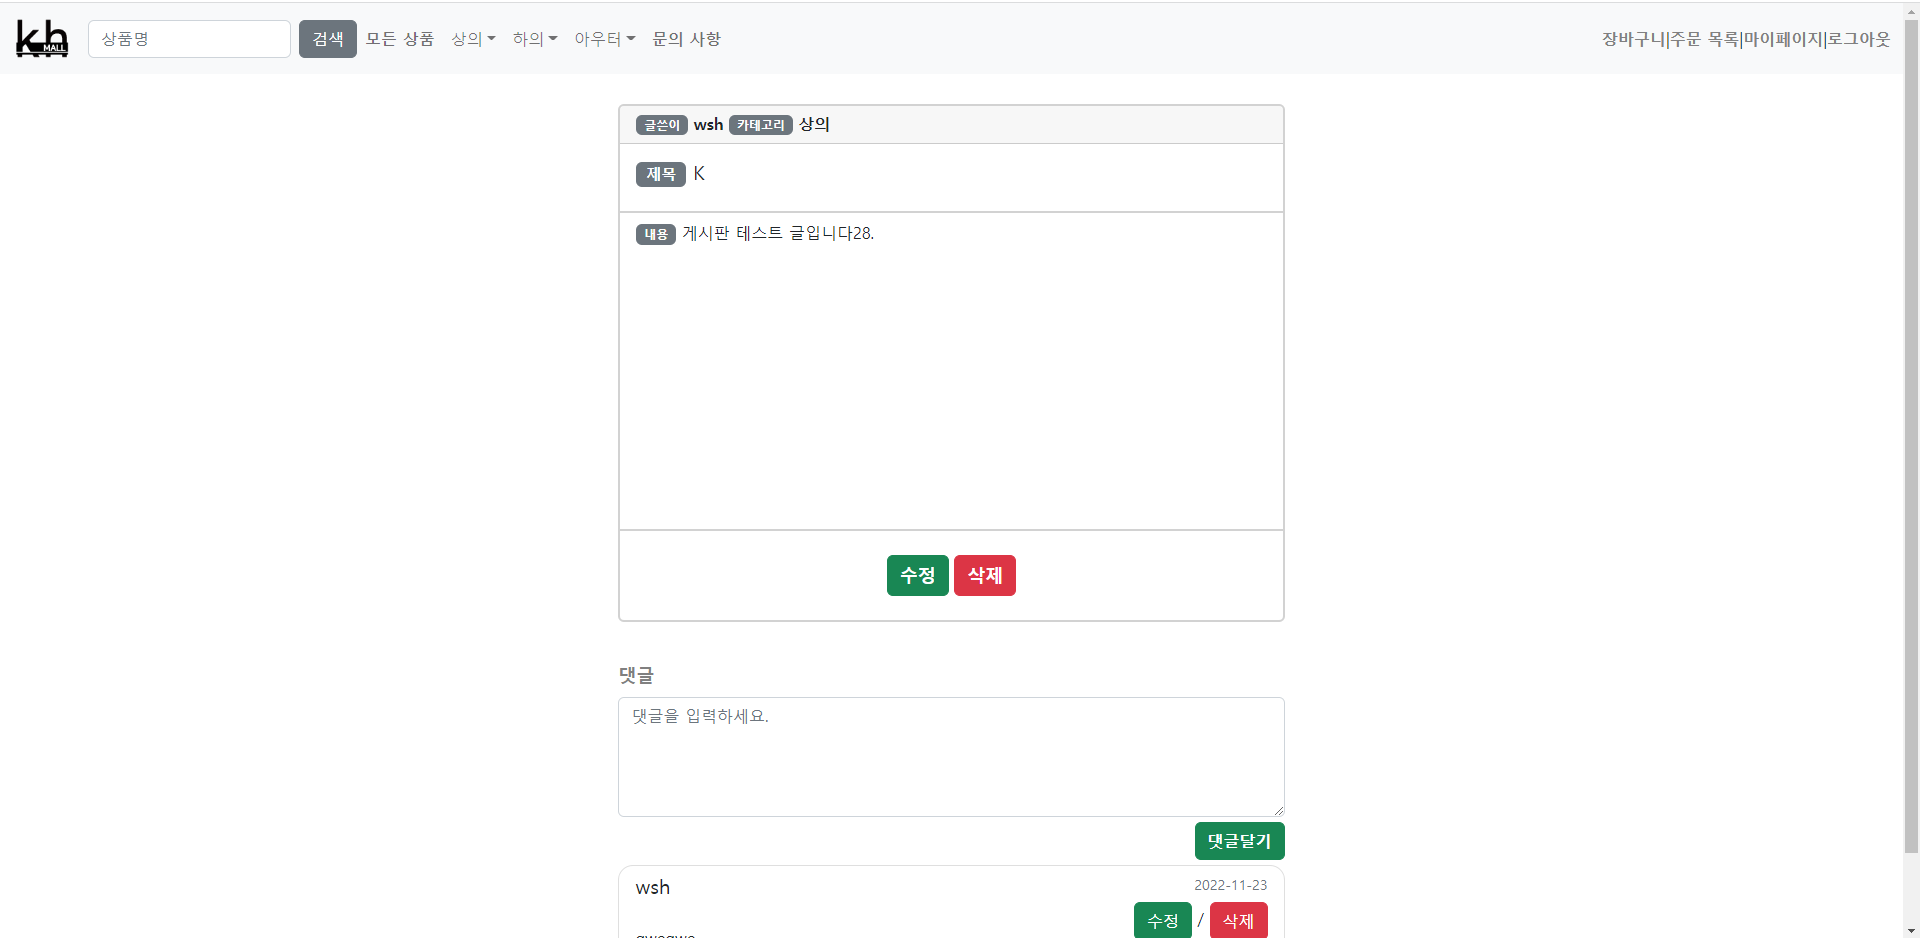 kh MALL 상품명 검색 모든 상품 상의 하의 아우터 문의 사항 장바구니|주문 목록|마이페이지|로그아웃
글쓴이 wsh 카테고리 상의
제목 K
내용 게시판 테스트 글입니다28.
수정 삭제
댓글
댓글을 입력하세요.
댓글달기
wsh 2022-11-23
수정 / 삭제